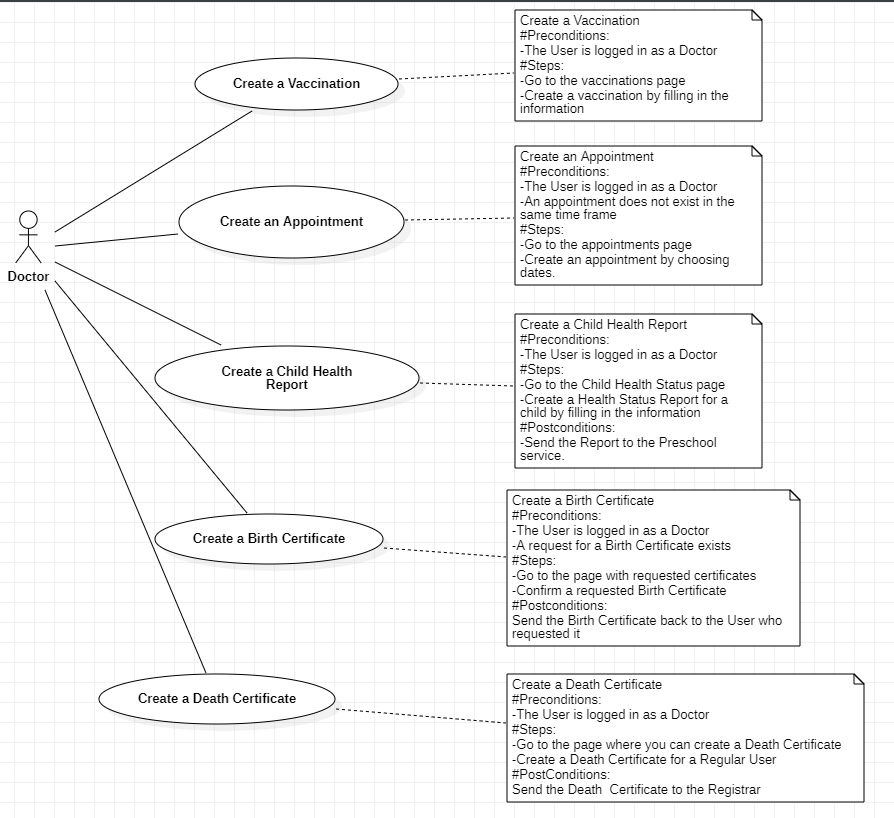 Create a Vaccination
#Preconditions:
-The User is logged in as a Doctor
#Steps:
-Go to the vaccinations page
-Create a vaccination by filling in the
information
Create a Vaccination
Create an Appointment
#Preconditions:
-The User is logged in as a Doctor
-An appointment does not exist in the
same time frame
#Steps:
-Go to the appointments page
-Create an appointment by choosing
dates.
Create an Appointment
Doctor
Create a Child Health Report
#Preconditions:
-The User is logged in as a Doctor
#Steps:
-Go to the Child Health Status page
-Create a Health Status Report for a
child by filling in the information
#Postconditions:
-Send the Report to the Preschool
service.
Create a Child Health
Report
Create a Birth Certificate
#Preconditions:
-The User is logged in as a Doctor
-A request for a Birth Certificate exists
#Steps:
-Go to the page with requested certificates
-Confirm a requested Birth Certificate
#Postconditions:
Send the Birth Certificate back to the User who
requested it
Create a Birth Certificate
Create a Death Certificate
#Preconditions:
-The User is logged in as a Doctor
#Steps:
-Go to the page where you can create a Death Certificate
-Create a Death Certificate for a Regular User
#PostConditions:
Send the Death  Certificate to the Registrar
Create a Death Certificate